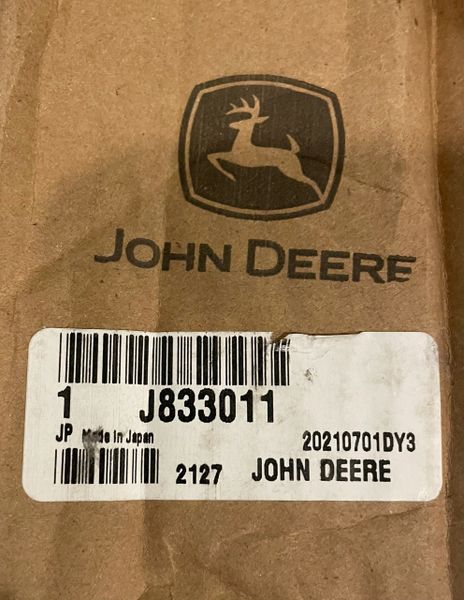 JOHN DEERE
1 J833011
JP Made In Japan
20210701DY3
2127 JOHN DEERE